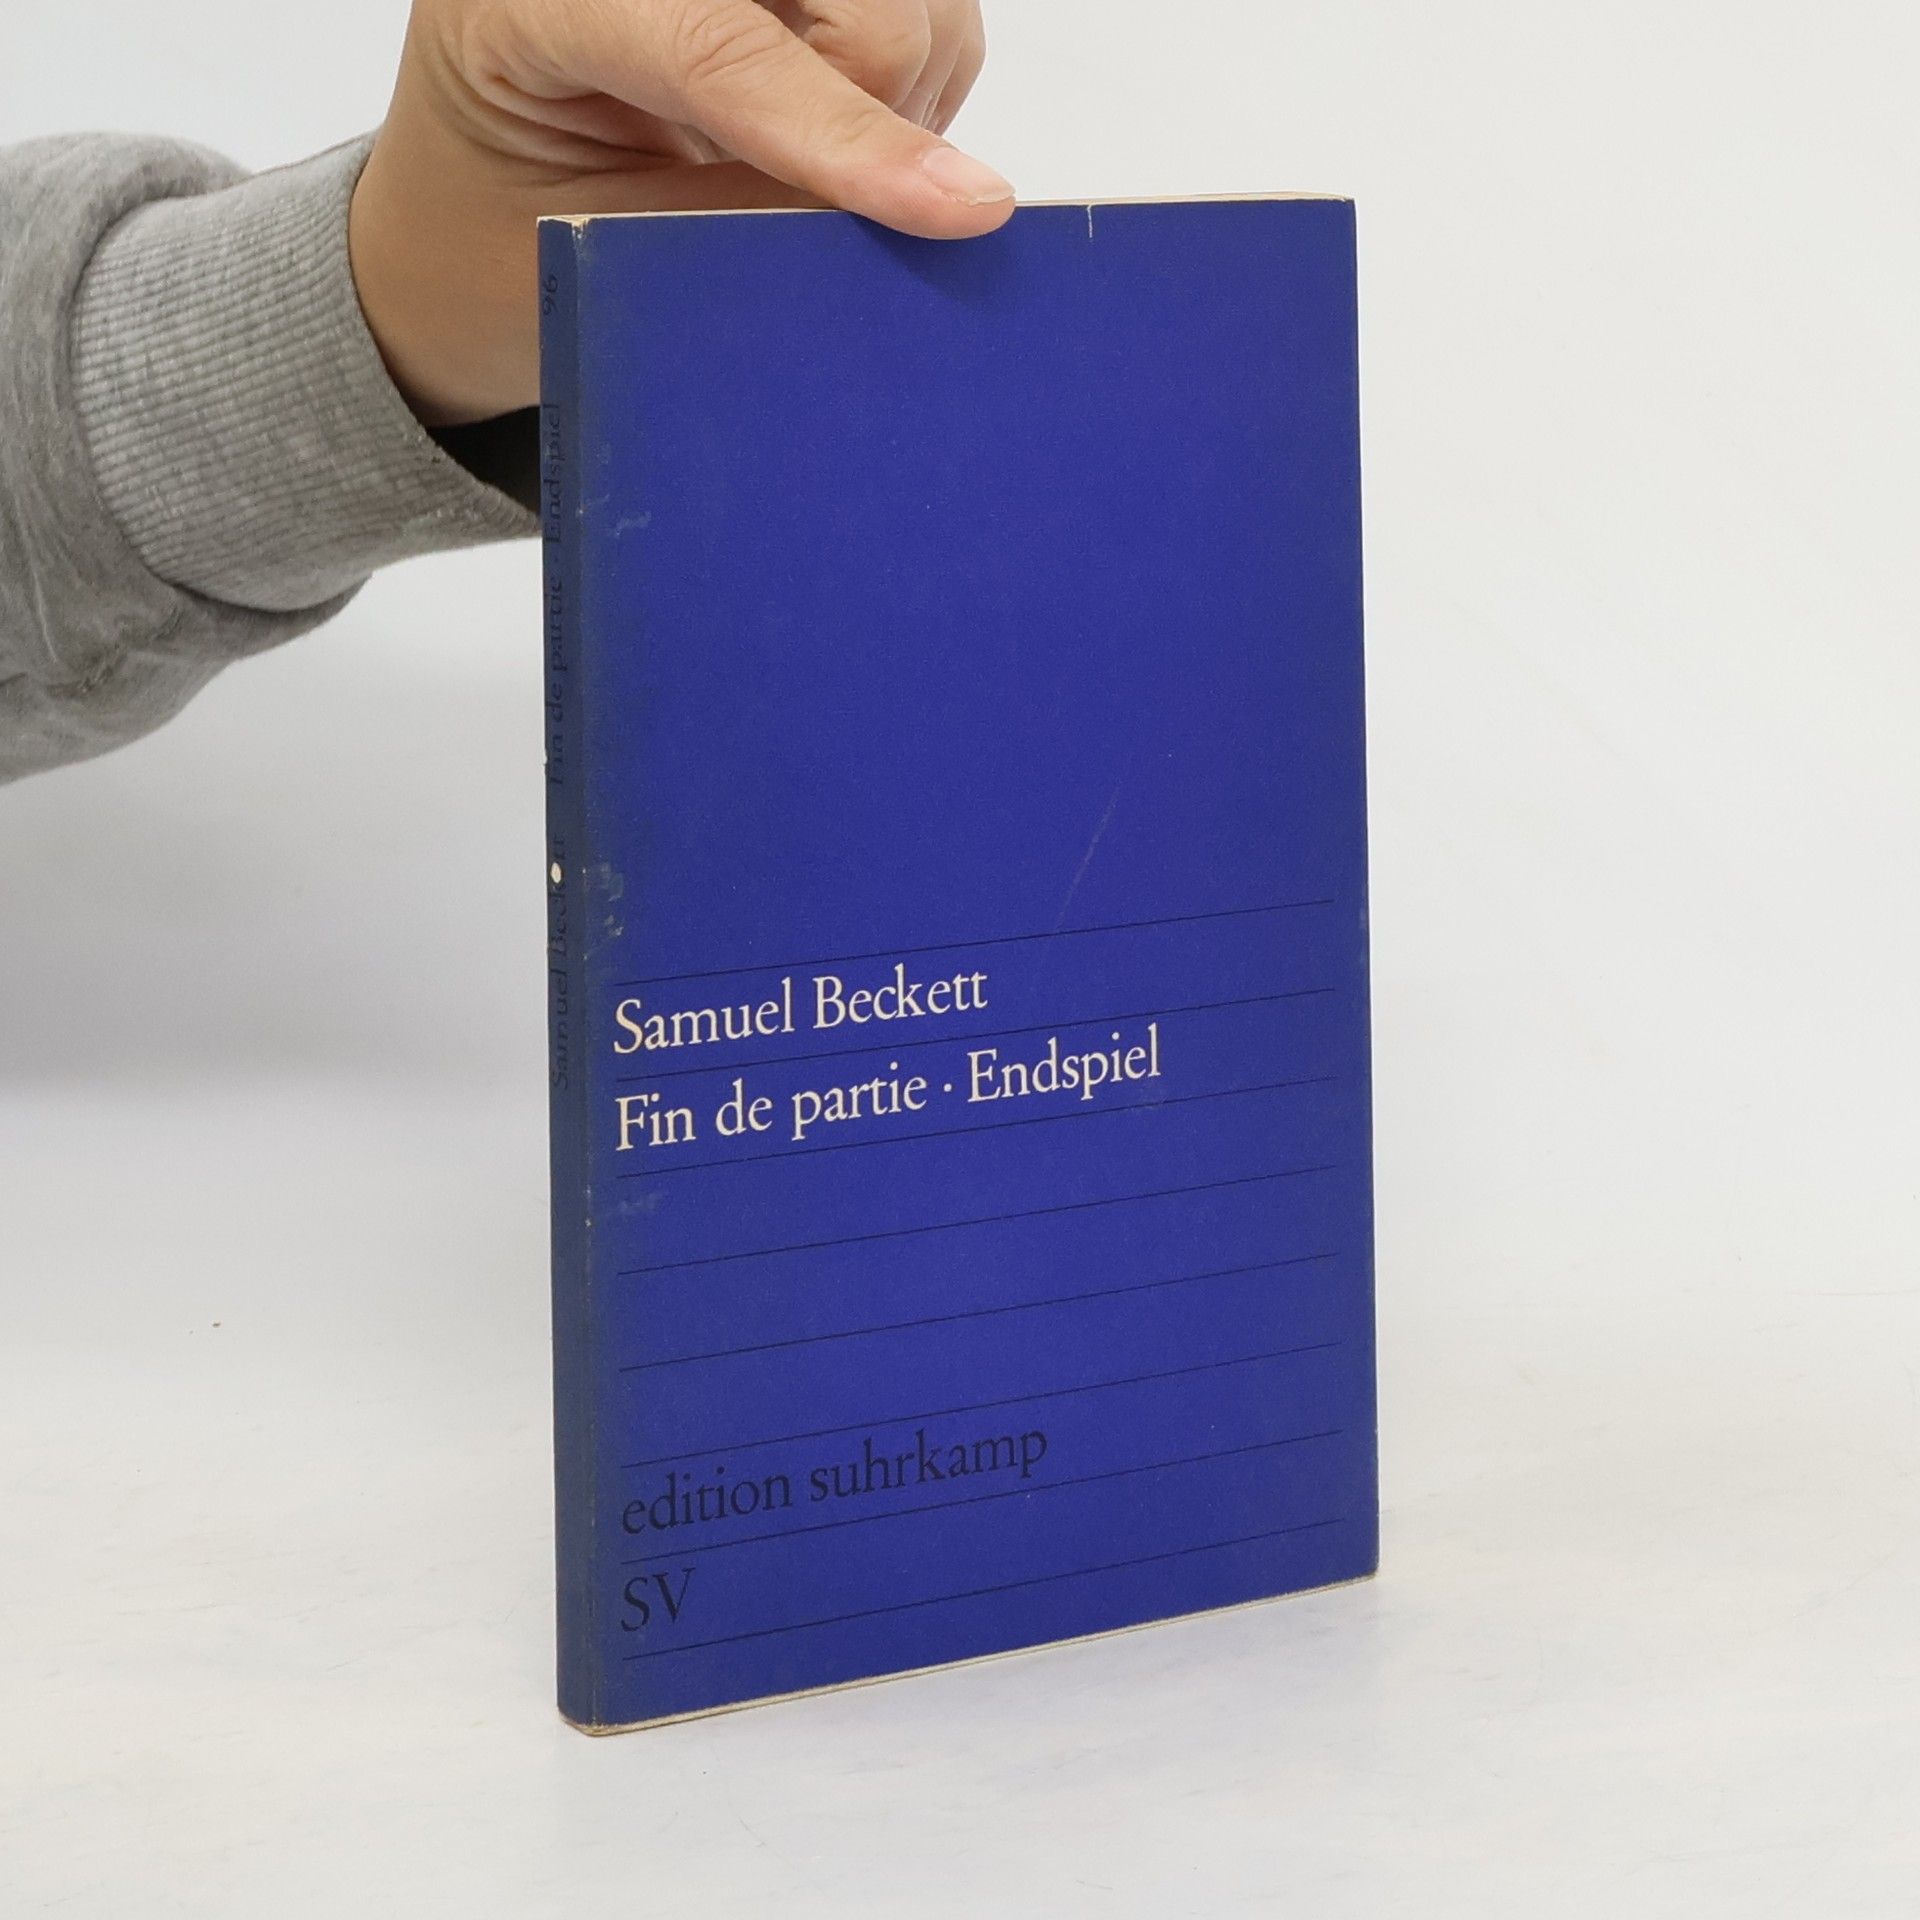 Samuel Beckett
Fin de partie · Endspiel
edition suhrkamp
SV
Samuel Beckett Fin de partie · Endspiel 96